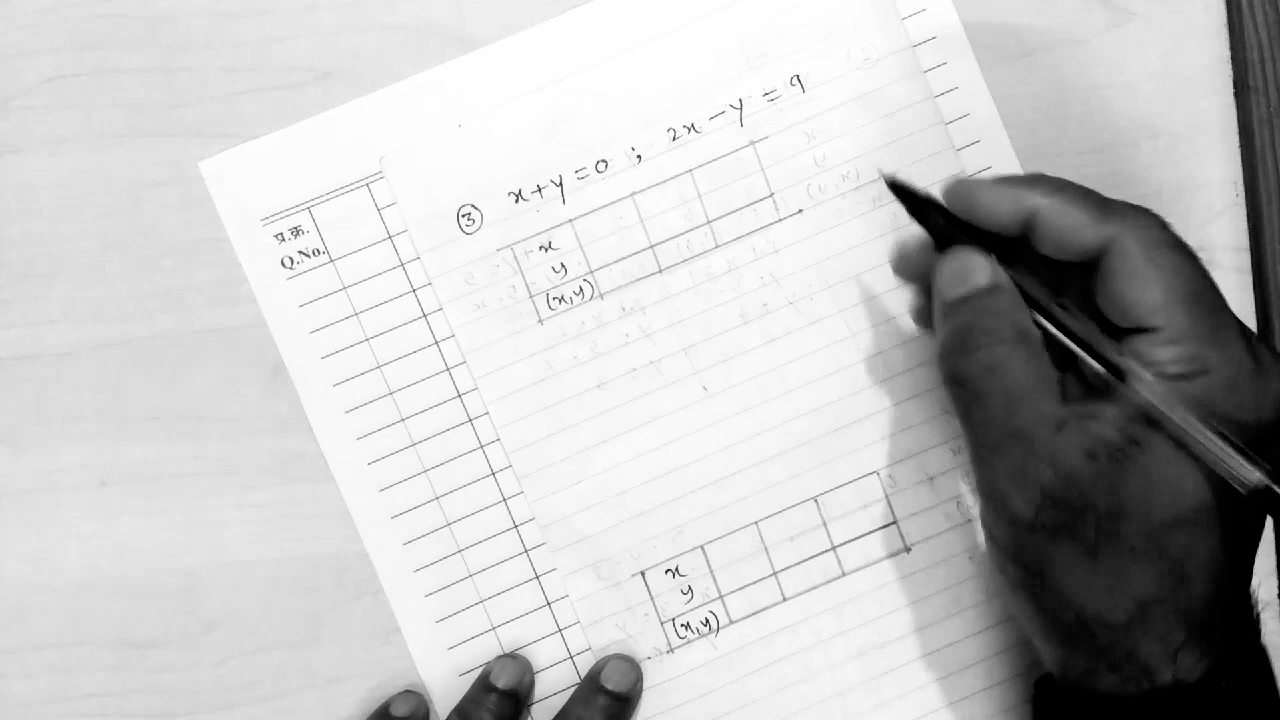 ③ x+y=0 ; 2x-y=9
x
y
(x,y)
प्र.क्र.
Q.No.
x
y
(x,y)